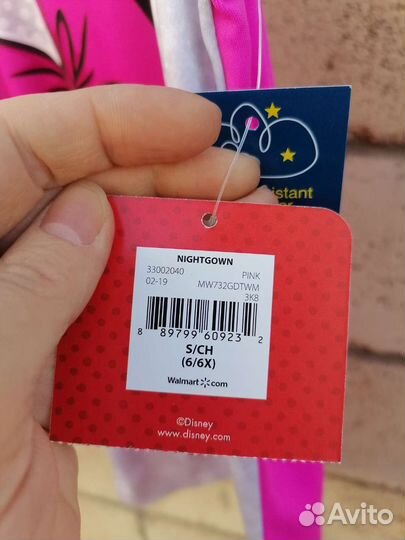 istant
NIGHTGOWN
33002040 PINK
02-19 MW732GDTWM
3K8
8 89799 60923 2
S/CH
(6/6X)
Walmart.com
©Disney
www.disney.com
Avito